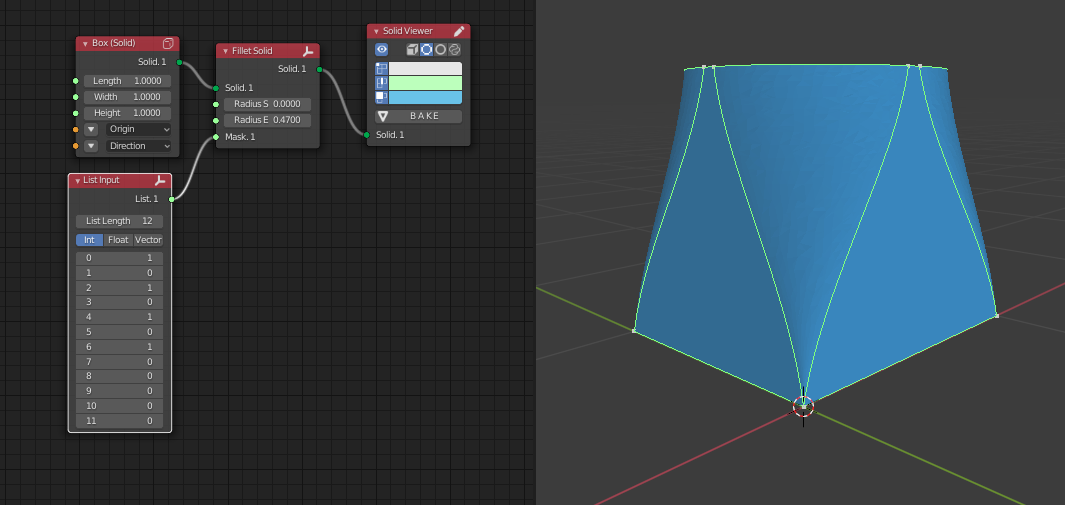 Box (Solid)
Solid. 1
Length 1.0000
Width 1.0000
Height 1.0000
Origin
Direction
List Input
List. 1
List Length 12
Int Float Vector
0 1
1 0
2 1
3 0
4 1
5 0
6 1
7 0
8 0
9 0
10 0
11 0
Fillet Solid
Solid. 1
Solid. 1
Radius S 0.0000
Radius E 0.4700
Mask. 1
Solid Viewer
BAKE
Solid. 1